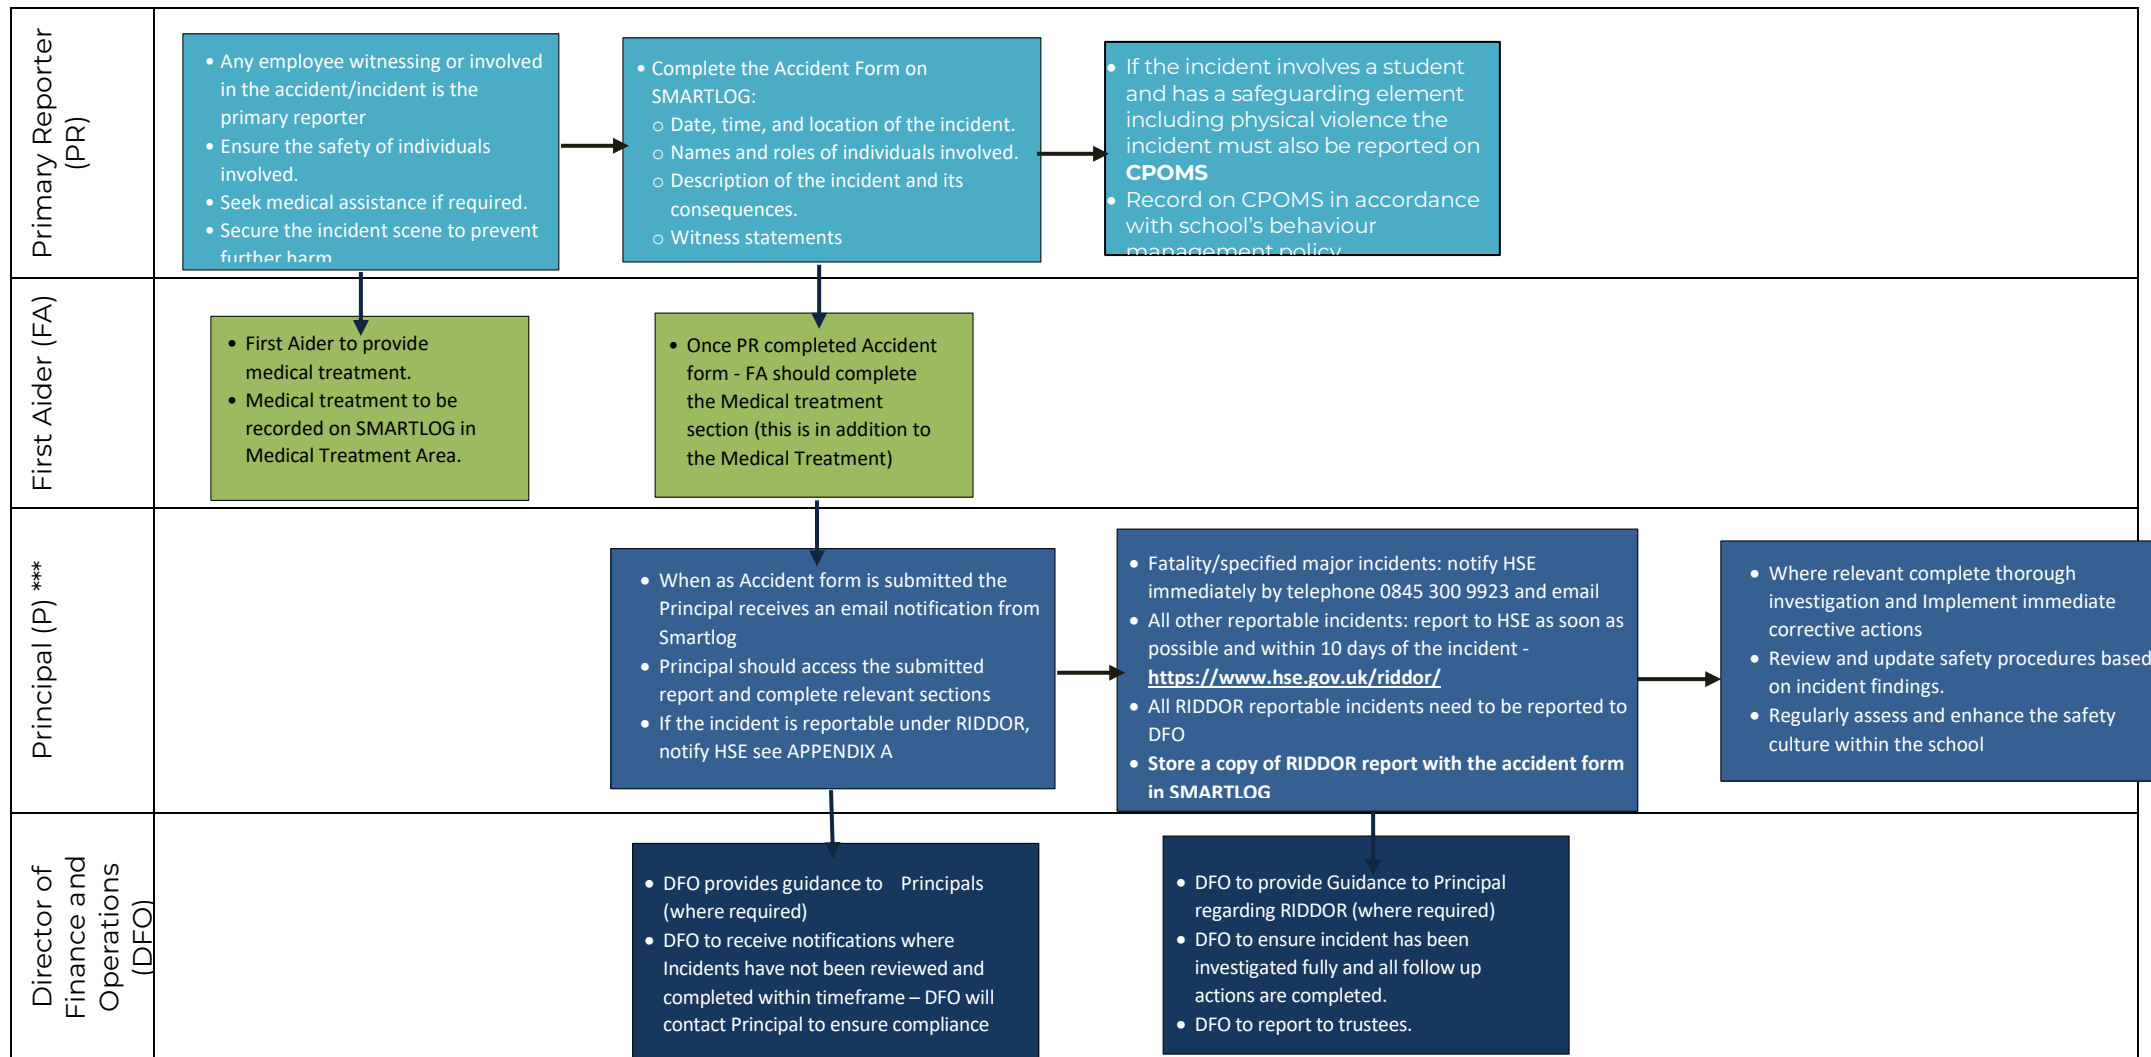 Primary Reporter
(PR)
• Any employee witnessing or involved
in the accident/incident is the
primary reporter
• Ensure the safety of individuals
involved.
• Seek medical assistance if required.
• Secure the incident scene to prevent
further harm
• Complete the Accident Form on
SMARTLOG:
o Date, time, and location of the incident.
o Names and roles of individuals involved.
o Description of the incident and its
consequences.
o Witness statements
• If the incident involves a student
and has a safeguarding element
including physical violence the
incident must also be reported on
CPOMS
• Record on CPOMS in accordance
with school's behaviour
management policy
First Aider (FA)
• First Aider to provide
medical treatment.
• Medical treatment to be
recorded on SMARTLOG in
Medical Treatment Area.
• Once PR completed Accident
form - FA should complete
the Medical treatment
section (this is in addition to
the Medical Treatment)
Principal (P) ***
• When as Accident form is submitted the
Principal receives an email notification from
Smartlog
• Principal should access the submitted
report and complete relevant sections
• If the incident is reportable under RIDDOR,
notify HSE see APPENDIX A
• Fatality/specified major incidents: notify HSE
immediately by telephone 0845 300 9923 and email
• All other reportable incidents: report to HSE as soon as
possible and within 10 days of the incident -
https://www.hse.gov.uk/riddor/
• All RIDDOR reportable incidents need to be reported to
DFO
• Store a copy of RIDDOR report with the accident form
in SMARTLOG
• Where relevant complete thorough
investigation and Implement immediate
corrective actions
• Review and update safety procedures based
on incident findings.
• Regularly assess and enhance the safety
culture within the school
Director of
Finance and
Operations
(DFO)
• DFO provides guidance to Principals
(where required)
• DFO to receive notifications where
Incidents have not been reviewed and
completed within timeframe – DFO will
contact Principal to ensure compliance
• DFO to provide Guidance to Principal
regarding RIDDOR (where required)
• DFO to ensure incident has been
investigated fully and all follow up
actions are completed.
• DFO to report to trustees.